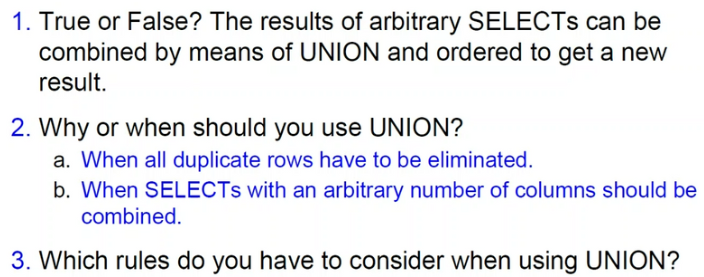 1. True or False? The results of arbitrary SELECTs can be
combined by means of UNION and ordered to get a new
result.
2. Why or when should you use UNION?
a. When all duplicate rows have to be eliminated.
b. When SELECTs with an arbitrary number of columns should be
combined.
3. Which rules do you have to consider when using UNION?